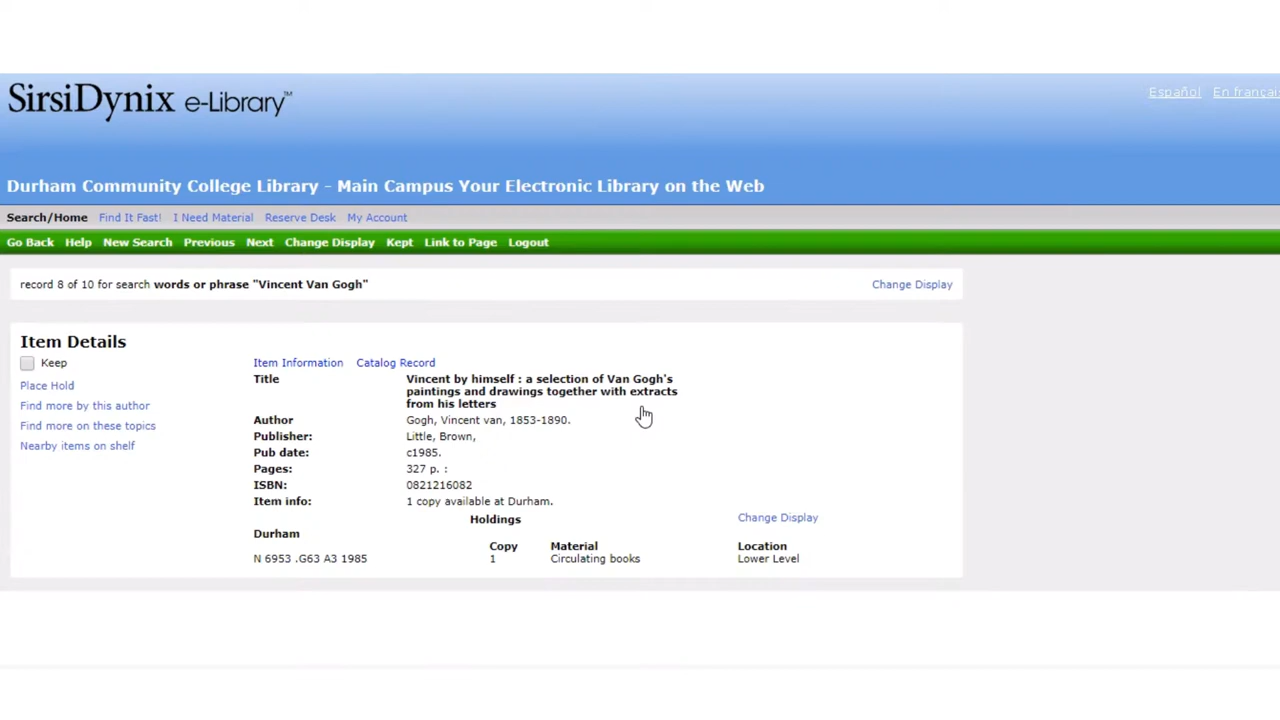 SirsiDynix e-Library™
Español En français
Durham Community College Library - Main Campus Your Electronic Library on the Web
Search/Home Find It Fast! I Need Material Reserve Desk My Account
Go Back Help New Search Previous Next Change Display Kept Link to Page Logout
record 8 of 10 for search words or phrase "Vincent Van Gogh" Change Display
Item Details
Keep
Place Hold
Find more by this author
Find more on these topics
Nearby items on shelf
Item Information Catalog Record
Title Vincent by himself : a selection of Van Gogh's
paintings and drawings together with extracts
from his letters
Author Gogh, Vincent van, 1853-1890.
Publisher: Little, Brown,
Pub date: c1985.
Pages: 327 p. :
ISBN: 0821216082
Item info: 1 copy available at Durham.
Holdings Change Display
Durham
Copy Material Location
N 6953 .G63 A3 1985 1 Circulating books Lower Level